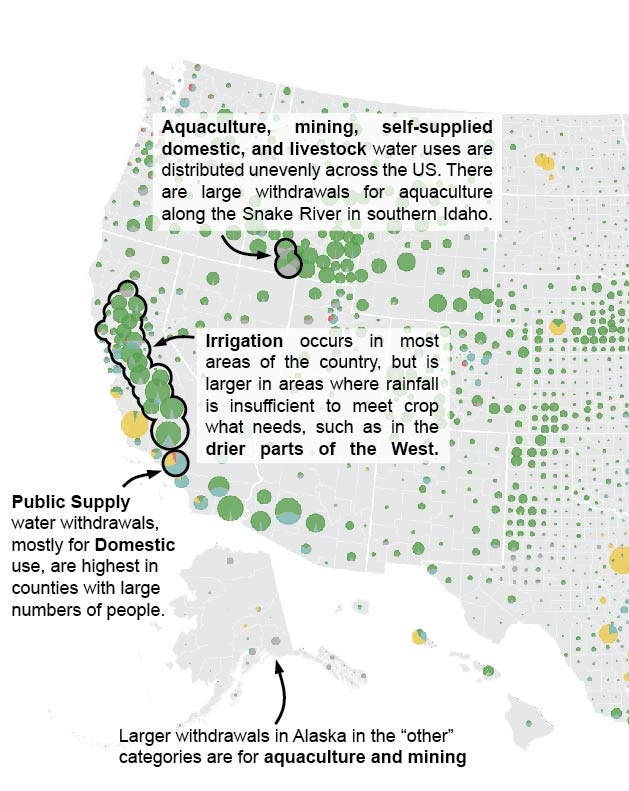 Aquaculture, mining, self-supplied
domestic, and livestock water uses are
distributed unevenly across the US. There
are large withdrawals for aquaculture
along the Snake River in southern Idaho.
Irrigation occurs in most
areas of the country, but is
larger in areas where rainfall
is insufficient to meet crop
what needs, such as in the
drier parts of the West.
Public Supply
water withdrawals,
mostly for Domestic
use, are highest in
counties with large
numbers of people.
Larger withdrawals in Alaska in the “other”
categories are for aquaculture and mining